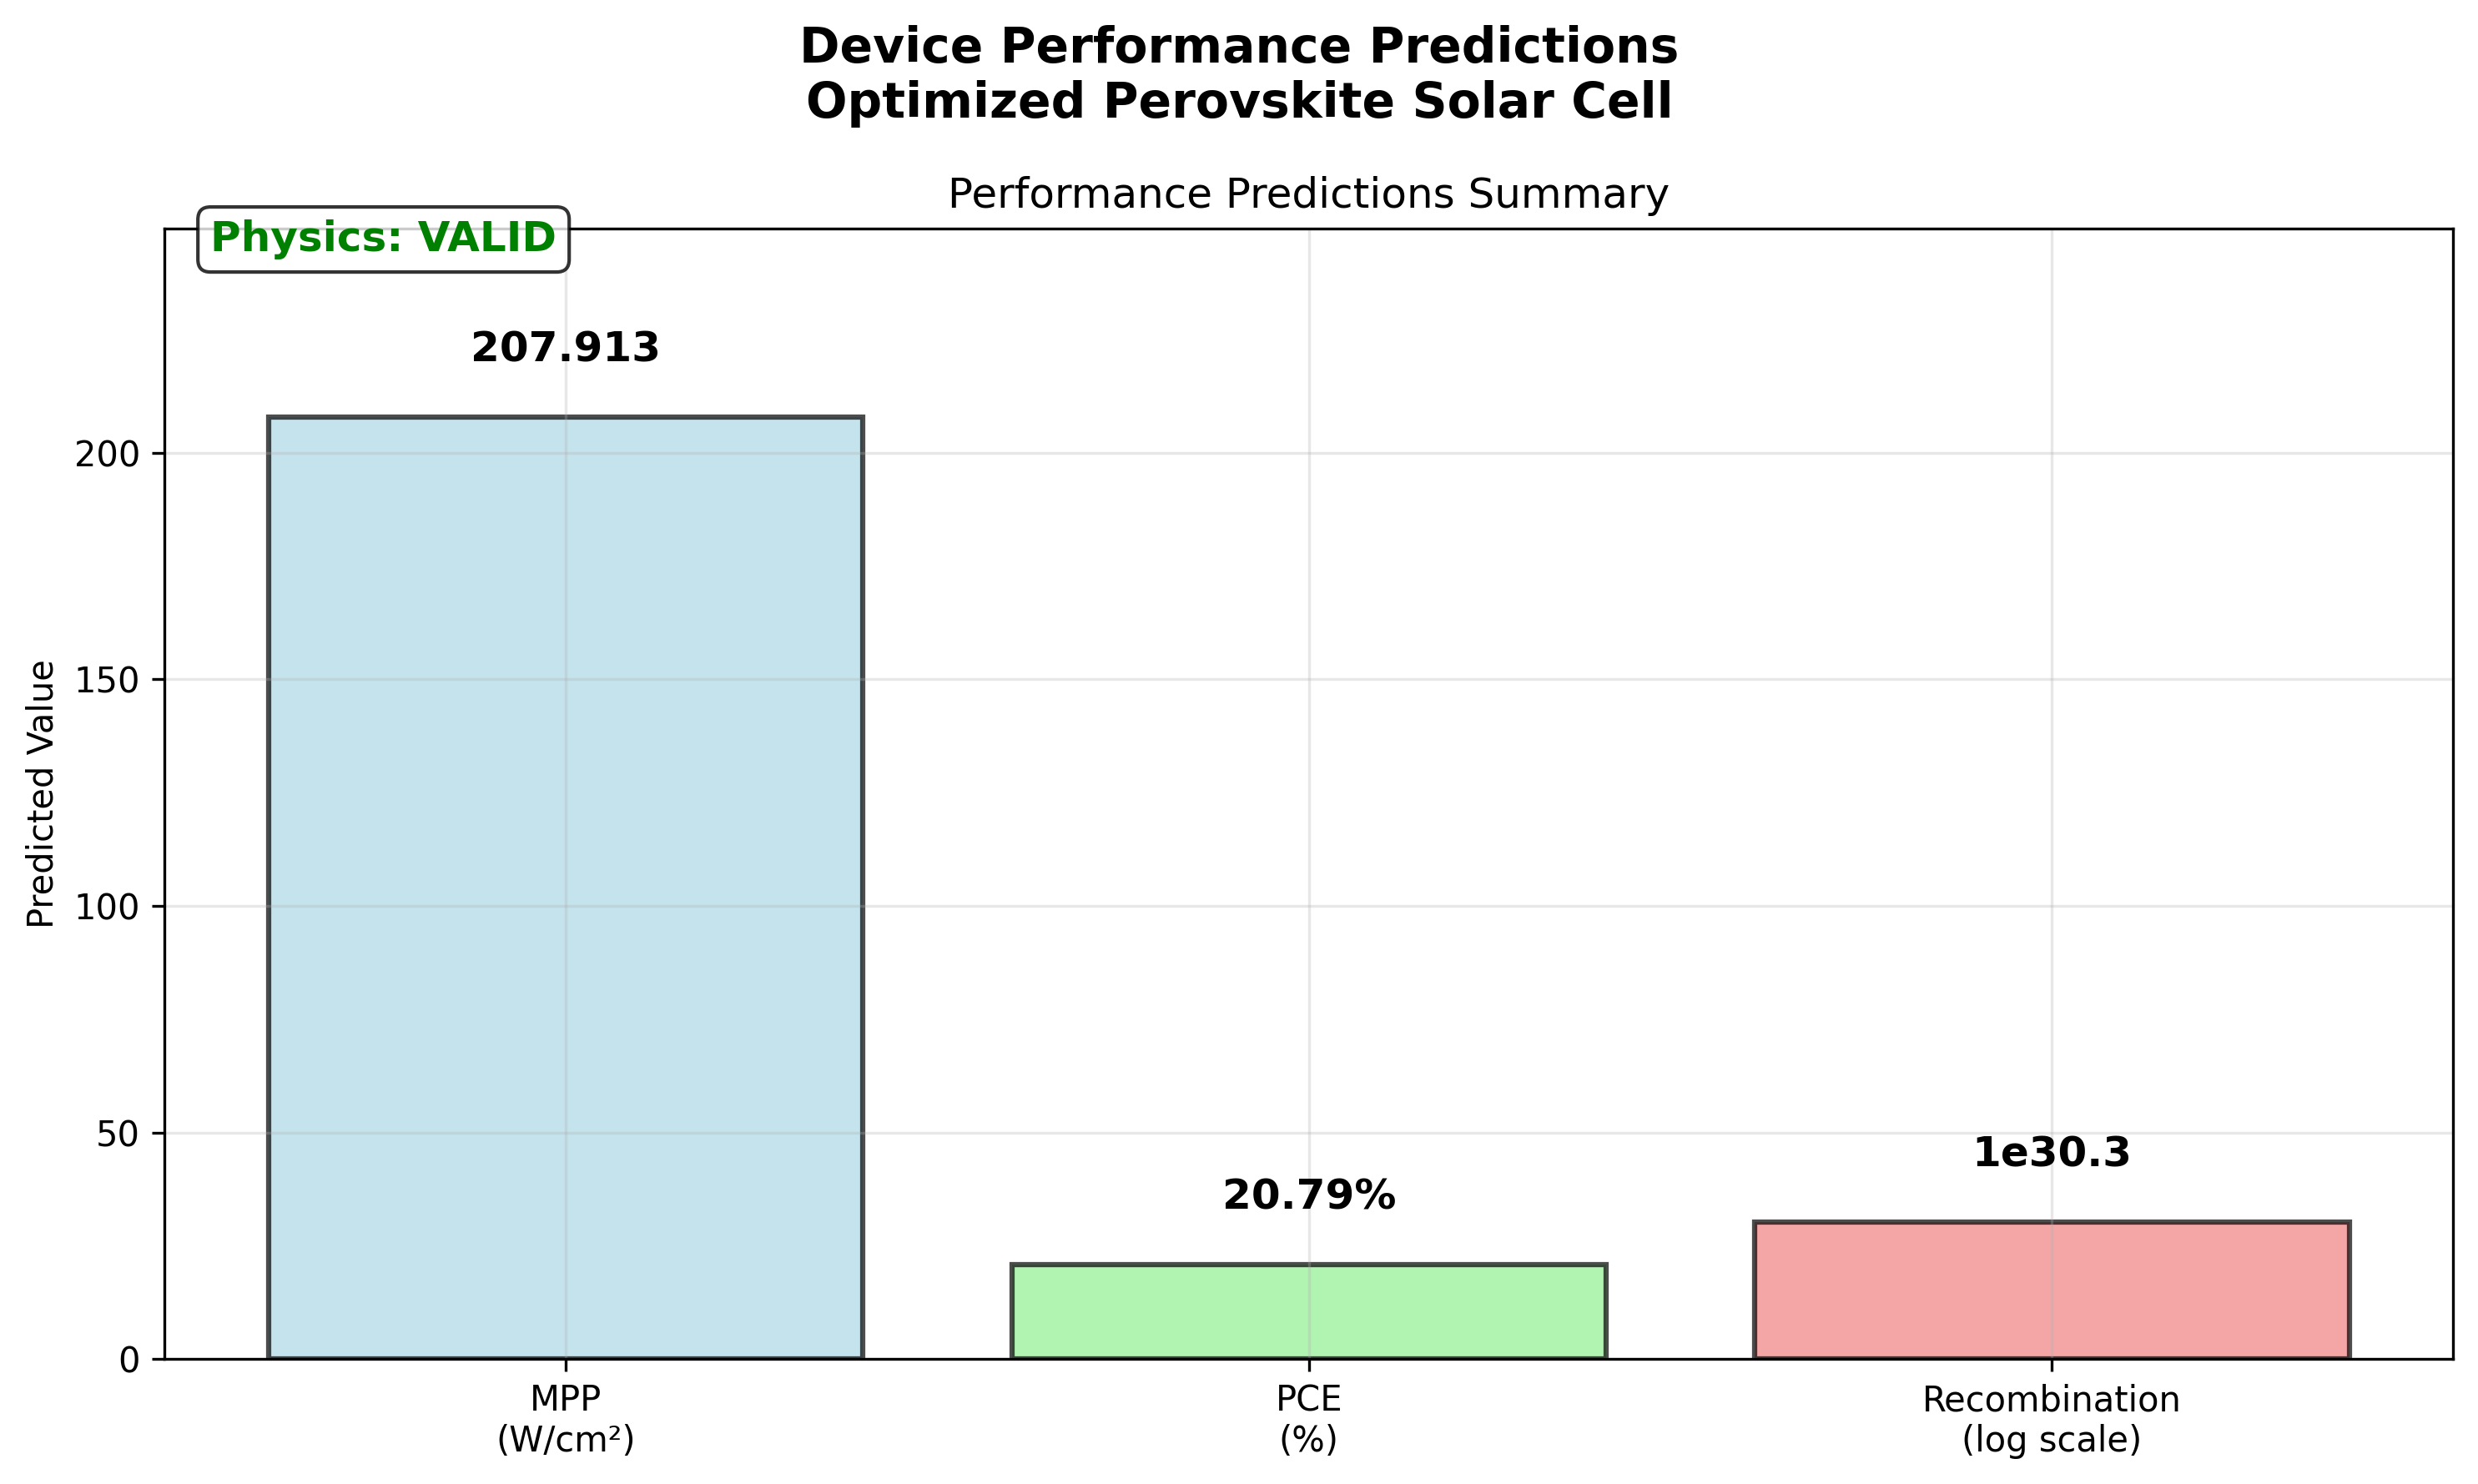 Device Performance Predictions
Optimized Perovskite Solar Cell
Performance Predictions Summary
Physics: VALID
207.913
20.79%
1e30.3
Predicted Value
200
150
100
50
0
MPP
(W/cm²)
PCE
(%)
Recombination
(log scale)